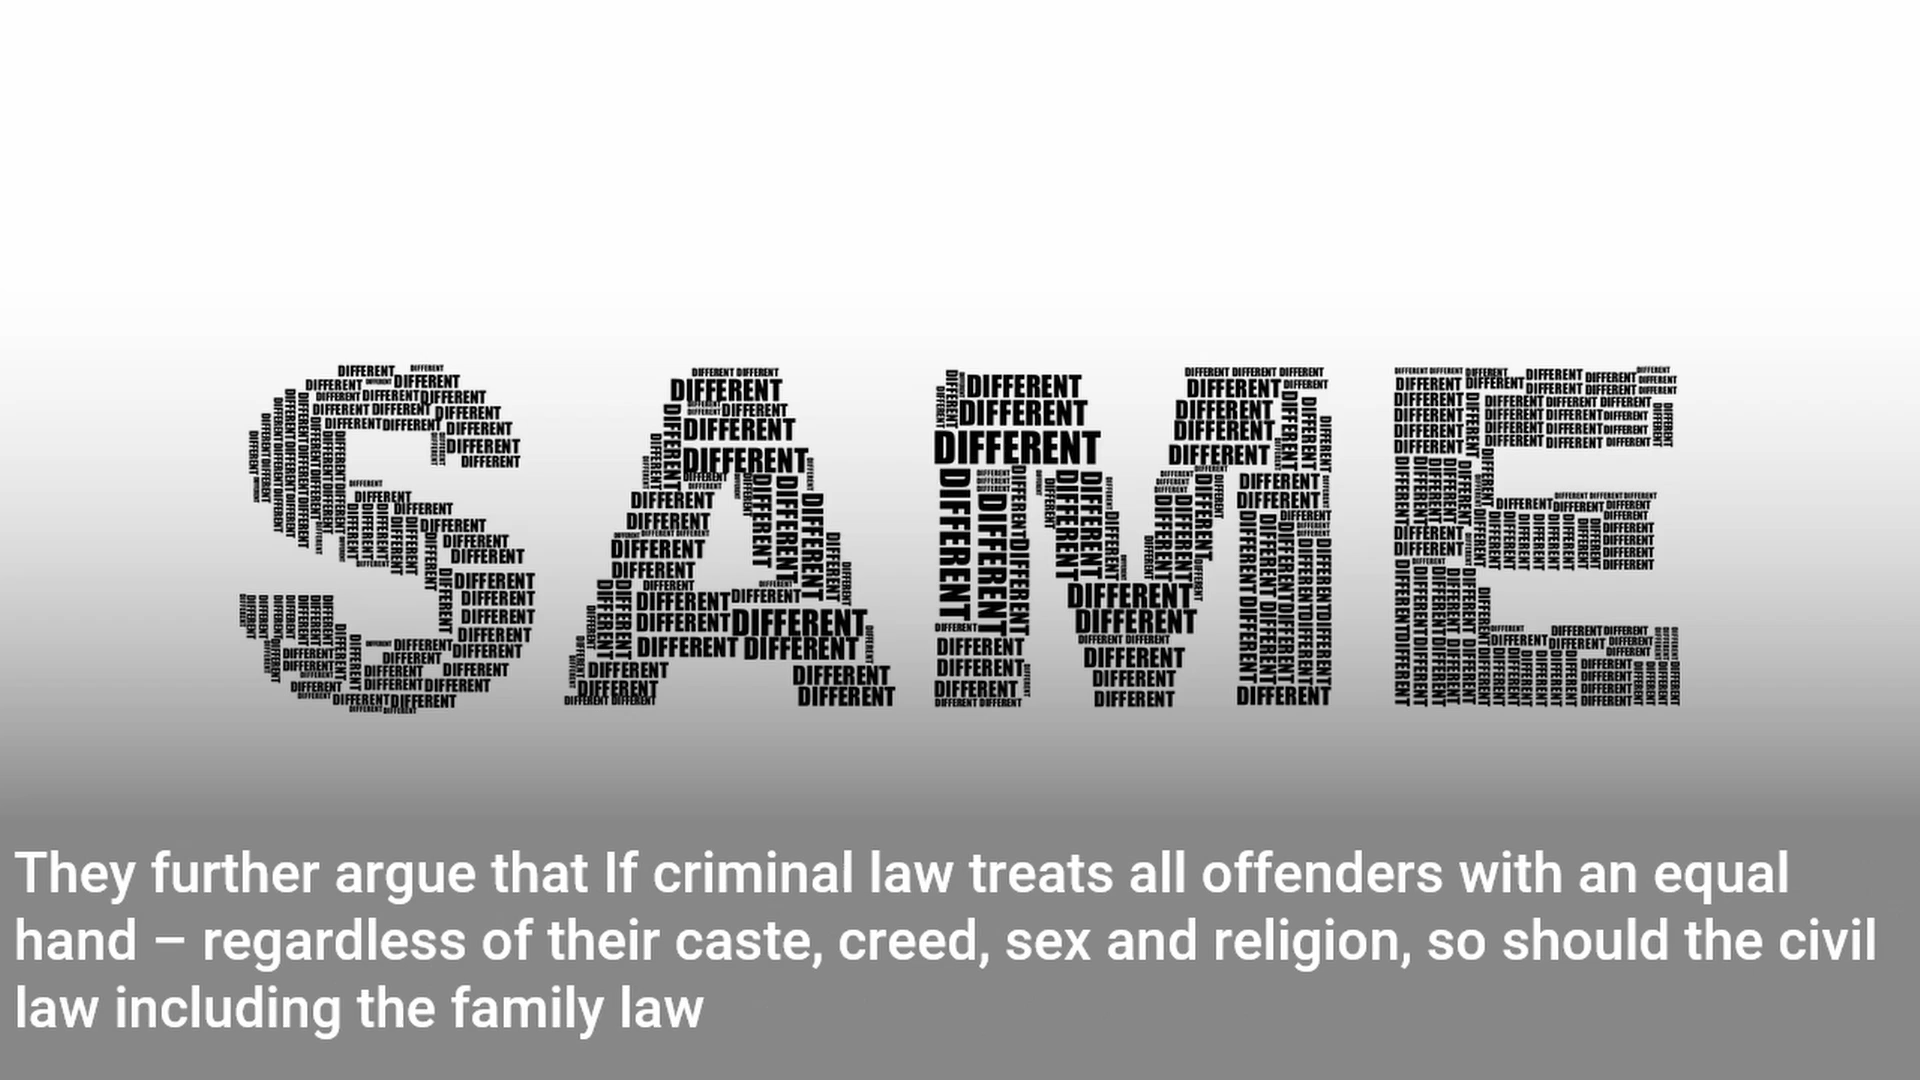 SAME
DIFFERENT
They further argue that If criminal law treats all offenders with an equal
hand – regardless of their caste, creed, sex and religion, so should the civil
law including the family law